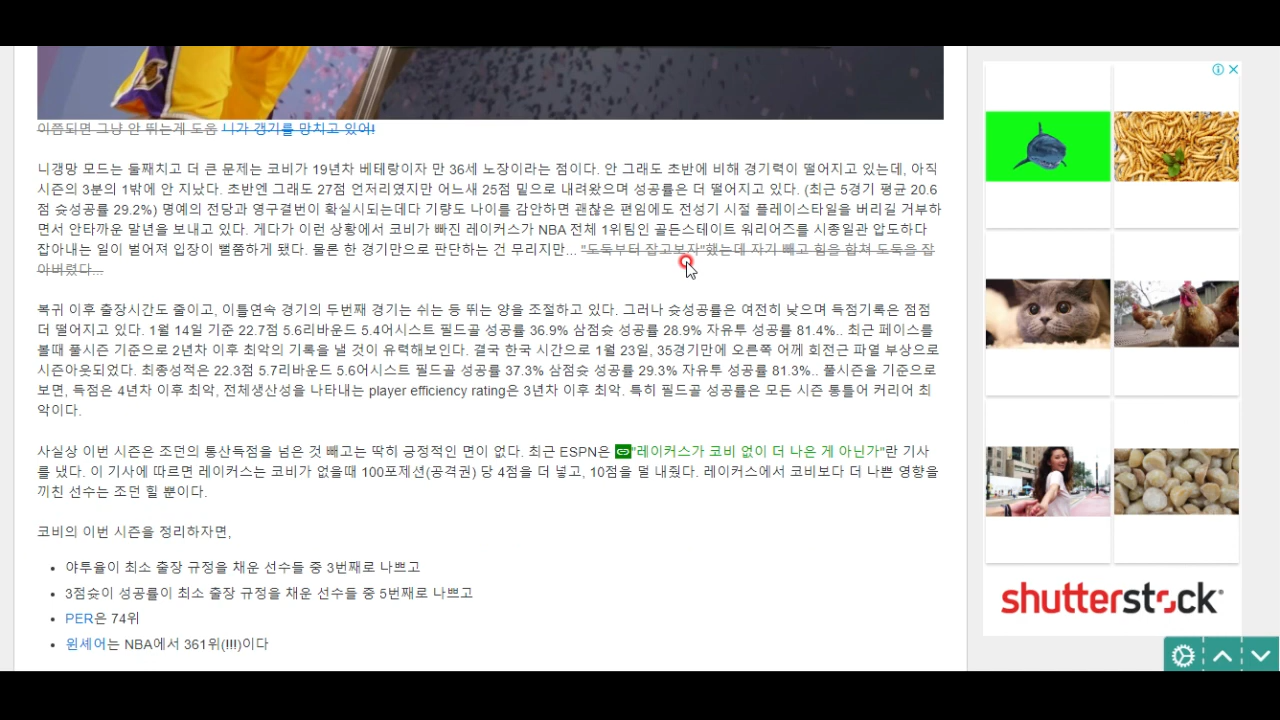 이쯤되면 그냥 안 뛰는게 도움 니가 갱기를 망치고 있어!
니갱망 모드는 둘째치고 더 큰 문제는 코비가 19년차 베테랑이자 만 36세 노장이라는 점이다. 안 그래도 초반에 비해 경기력이 떨어지고 있는데, 아직
시즌의 3분의 1밖에 안 지났다. 초반엔 그래도 27점 언저리였지만 어느새 25점 밑으로 내려왔으며 성공률은 더 떨어지고 있다. (최근 5경기 평균 20.6
점 슛성공률 29.2%) 명예의 전당과 영구결번이 확실시되는데다 기량도 나이를 감안하면 괜찮은 편임에도 전성기 시절 플레이스타일을 버리길 거부하
면서 안타까운 말년을 보내고 있다. 게다가 이런 상황에서 코비가 빠진 레이커스가 NBA 전체 1위팀인 골든스테이트 워리어즈를 시종일관 압도하다
잡아내는 일이 벌어져 입장이 뻘쯤하게 됐다. 물론 한 경기만으로 판단하는 건 무리지만... "도둑부터 잡고보자"했는데 자기 빼고 힘을 합쳐 도둑을 잡
아버렸다...
복귀 이후 출장시간도 줄이고, 이틀연속 경기의 두번째 경기는 쉬는 등 뛰는 양을 조절하고 있다. 그러나 슛성공률은 여전히 낮으며 득점기록은 점점
더 떨어지고 있다. 1월 14일 기준 22.7점 5.6리바운드 5.4어시스트 필드골 성공률 36.9% 삼점슛 성공률 28.9% 자유투 성공률 81.4%.. 최근 페이스를
볼때 풀시즌 기준으로 2년차 이후 최악의 기록을 낼 것이 유력해보인다. 결국 한국 시간으로 1월 23일, 35경기만에 오른쪽 어께 회전근 파열 부상으로
시즌아웃되었다. 최종성적은 22.3점 5.7리바운드 5.6어시스트 필드골 성공률 37.3% 삼점슛 성공률 29.3% 자유투 성공률 81.3%.. 풀시즌을 기준으로
보면, 득점은 4년차 이후 최악, 전체생산성을 나타내는 player efficiency rating은 3년차 이후 최악. 특히 필드골 성공률은 모든 시즌 통틀어 커리어 최
악이다.
사실상 이번 시즌은 조던의 통산득점을 넘은 것 빼고는 딱히 긍정적인 면이 없다. 최근 ESPN은 "레이커스가 코비 없이 더 나은 게 아닌가"란 기사
를 냈다. 이 기사에 따르면 레이커스는 코비가 없을때 100포제션(공격권) 당 4점을 더 넣고, 10점을 덜 내줬다. 레이커스에서 코비보다 더 나쁜 영향을
끼친 선수는 조던 힐 뿐이다.
코비의 이번 시즌을 정리하자면,
• 야투율이 최소 출장 규정을 채운 선수들 중 3번째로 나쁘고
• 3점슛이 성공률이 최소 출장 규정을 채운 선수들 중 5번째로 나쁘고
• PER은 74위
• 윈셰어는 NBA에서 361위(!!!)이다
shutterstock